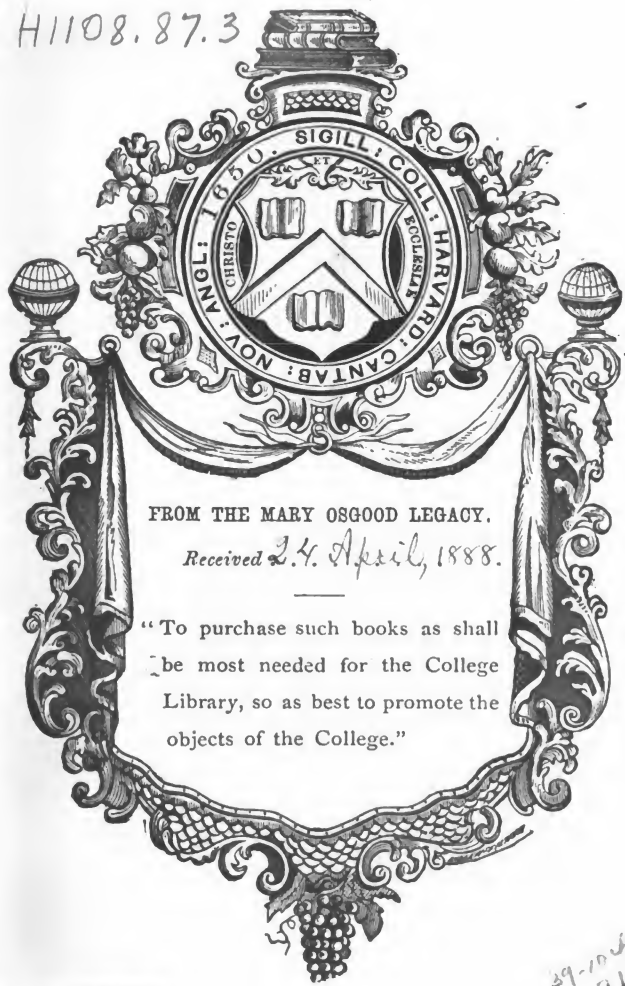 H1108.87.3
SIGILL: COLL: HARVARD: CANTAB: NOV: ANGL: 1650.
ET
CHRISTO
ECCLESIAE
FROM THE MARY OSGOOD LEGACY.
Received 24. April, 1888.
“To purchase such books as shall
be most needed for the College
Library, so as best to promote the
objects of the College.”